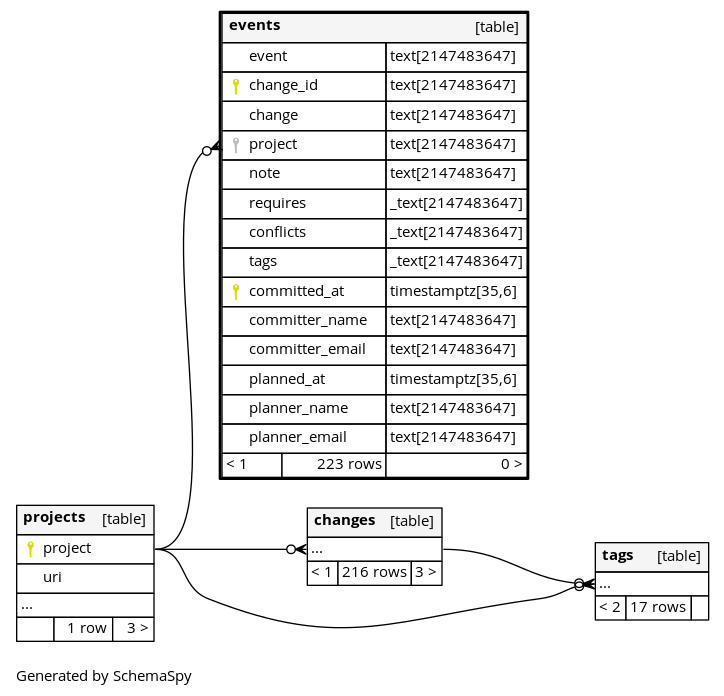 events [table]
event text[2147483647]
change_id text[2147483647]
change text[2147483647]
project text[2147483647]
note text[2147483647]
requires _text[2147483647]
conflicts _text[2147483647]
tags _text[2147483647]
committed_at timestamptz[35,6]
committer_name text[2147483647]
committer_email text[2147483647]
planned_at timestamptz[35,6]
planner_name text[2147483647]
planner_email text[2147483647]
< 1 223 rows 0 >
projects [table]
project
uri
...
1 row 3 >
changes [table]
...
< 1 216 rows 3 >
tags [table]
...
< 2 17 rows
Generated by SchemaSpy